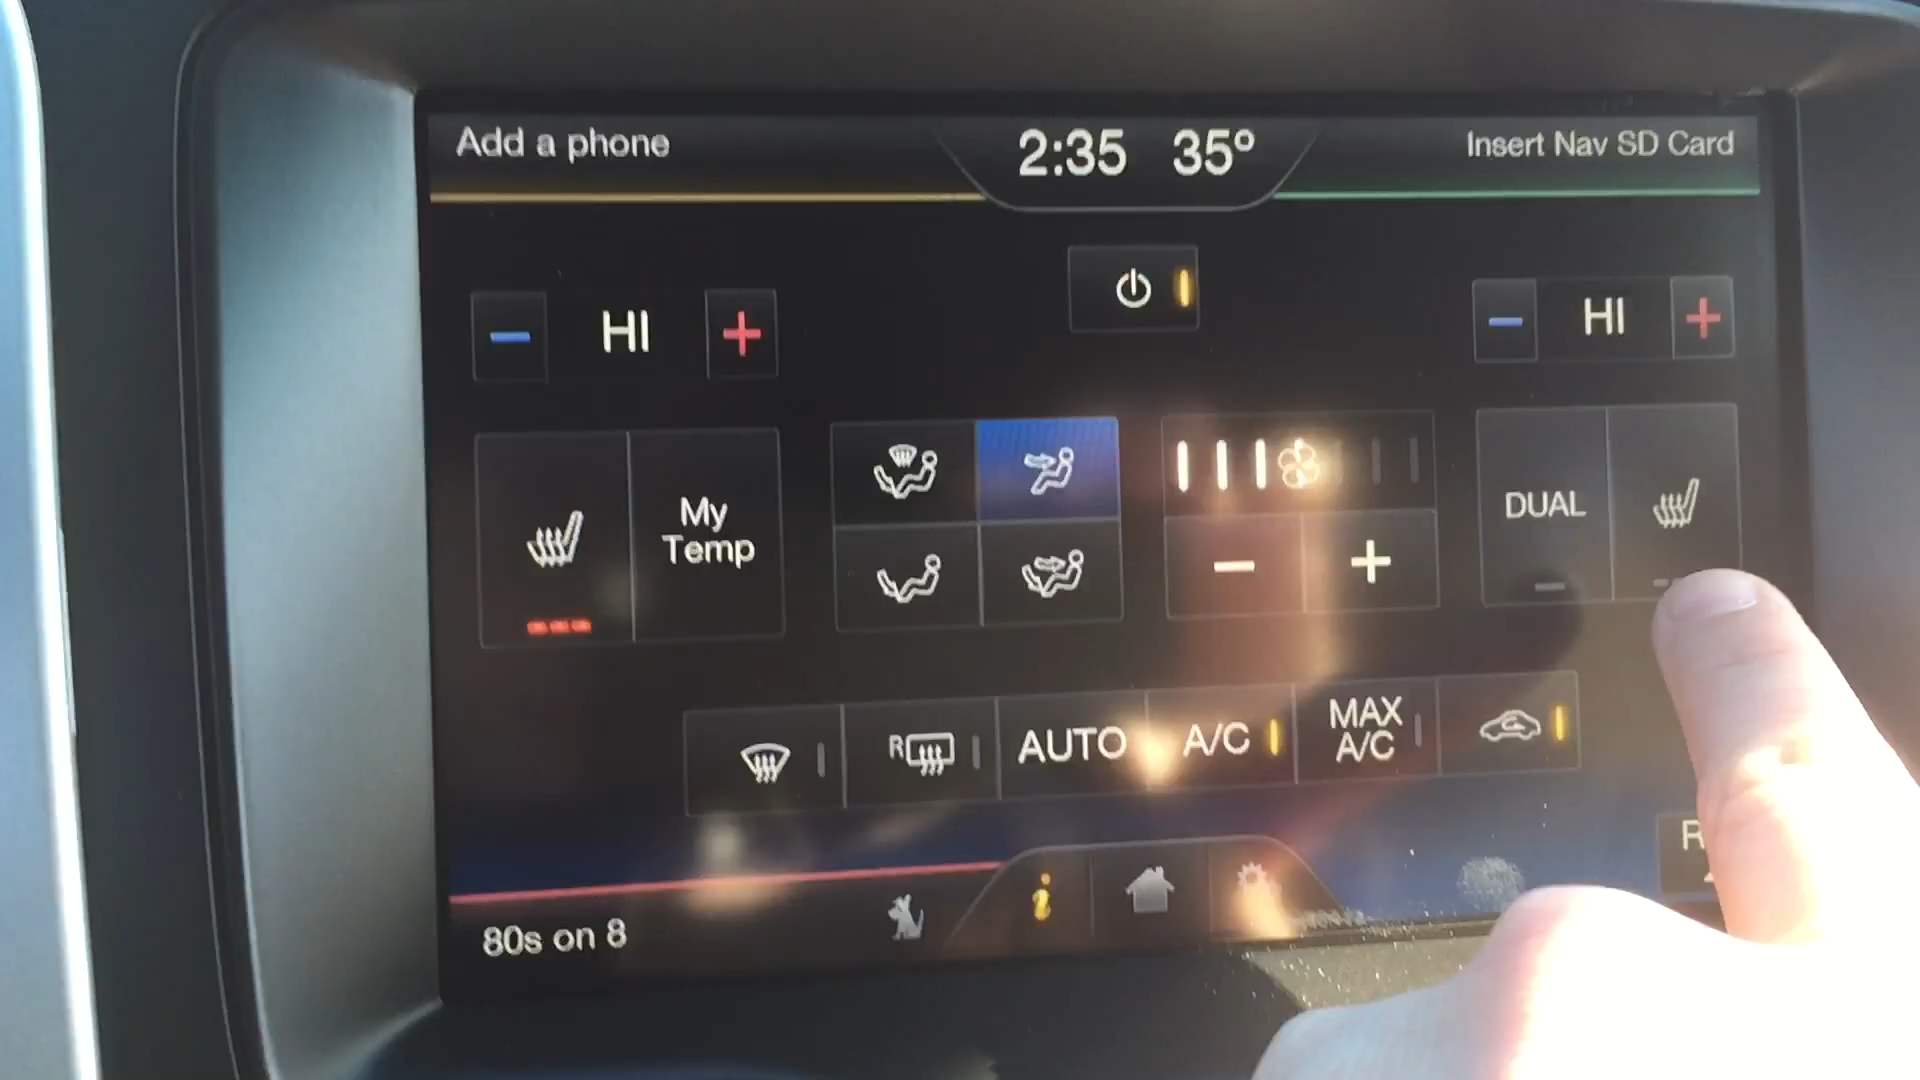 Add a phone
2:35 35°
Insert Nav SD Card
HI
HI
My
Temp
DUAL
R
AUTO
A/C
MAX
A/C
80s on 8